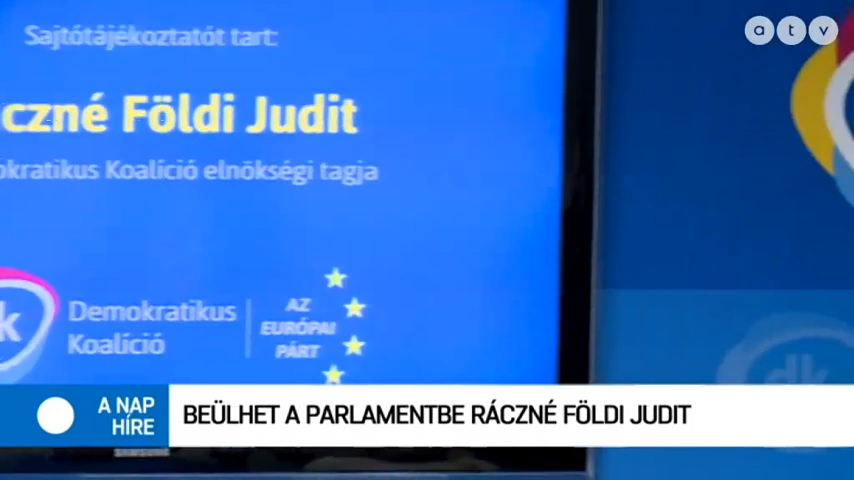 a t v
Sajtótájékoztatót tart:
czné Földi Judit
okratikus Koalíció elnökségi tagja
k
Demokratikus
Koalíció
AZ
EURÓPAI
PÁRT
dk
A NAP
HÍRE
BEÜLHET A PARLAMENTBE RÁCZNÉ FÖLDI JUDIT
SAMSUNG